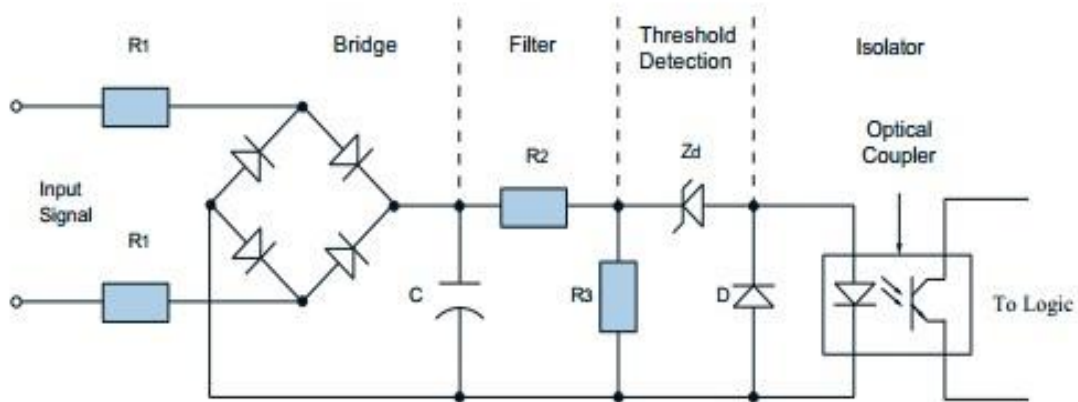 R1
Bridge
Filter
Threshold
Detection
Isolator
Optical
Coupler
R2
Zd
Input
Signal
R1
C
R3
D
To Logic